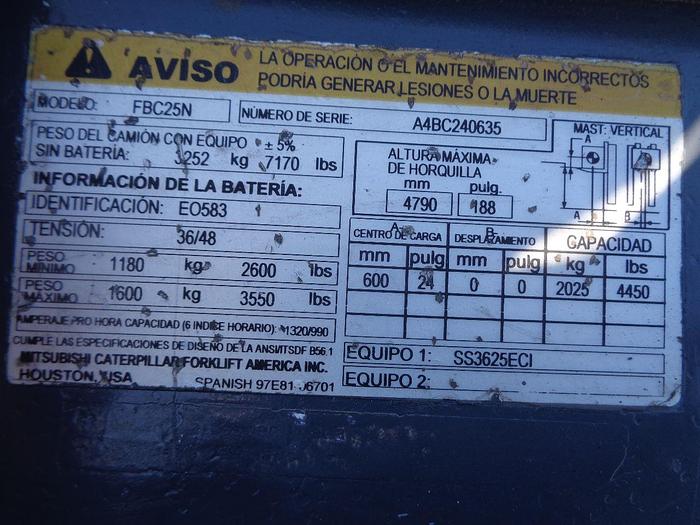 AVISO
LA OPERACIÓN O EL MANTENIMIENTO INCORRECTOS
PODRÍA GENERAR LESIONES O LA MUERTE
MODELO: FBC25N
NÚMERO DE SERIE: A4BC240635
PESO DEL CAMIÓN CON EQUIPO ± 5%
SIN BATERÍA: 3252 kg 7170 lbs
INFORMACIÓN DE LA BATERÍA:
IDENTIFICACIÓN: EO583
TENSIÓN: 36/48
PESO MÍNIMO 1180 kg 2600 lbs
PESO MÁXIMO 1600 kg 3550 lbs
AMPERAJE PRO HORA CAPACIDAD (6 INDICE HORARIO): 1320/990
CUMPLE LAS ESPECIFICACIONES DE DISEÑO DE LA ANSI/ITSDF B56.1
MITSUBISHI CATERPILLAR FORKLIFT AMERICA INC.
HOUSTON, USA SPANISH 97E81- 6701
ALTURA MÁXIMA
DE HORQUILLA
mm pulg.
4790 188
MAST: VERTICAL
A
A B
A B
CENTRO DE CARGA DESPLAZAMIENTO CAPACIDAD
mm pulg mm pulg kg lbs
600 24 0 0 2025 4450
EQUIPO 1: SS3625ECI
EQUIPO 2: